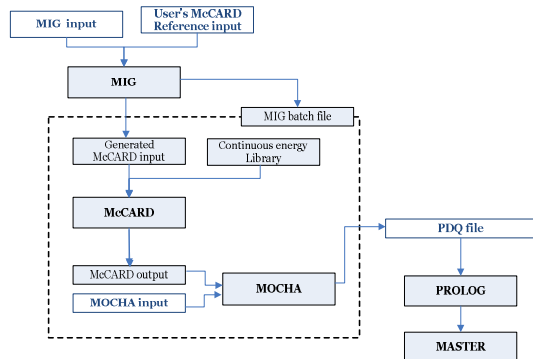 MIG input
User's McCARD
Reference input
MIG
MIG batch file
Generated
McCARD input
Continuous energy
Library
McCARD
McCARD output
MOCHA input
MOCHA
PDQ file
PROLOG
MASTER